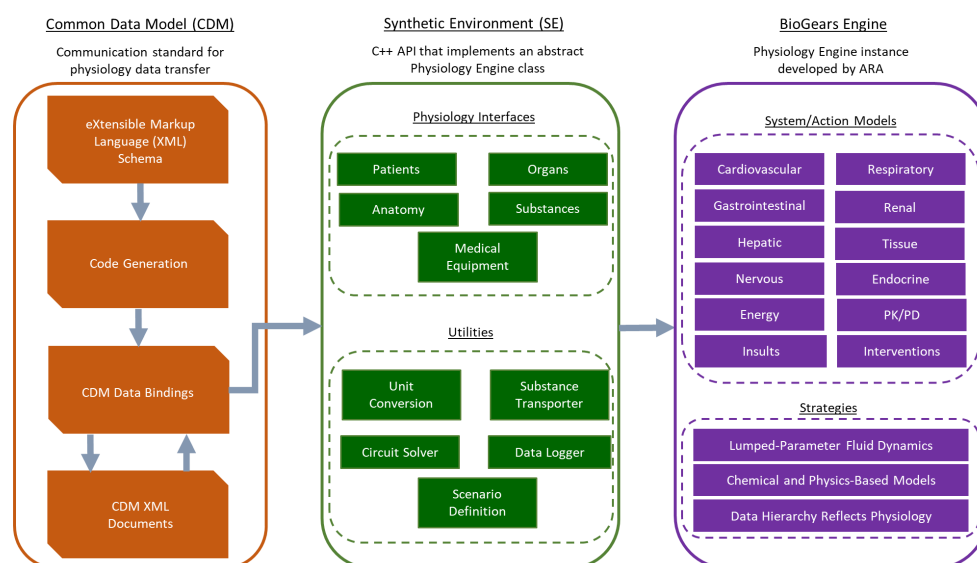 Common Data Model (CDM)
Communication standard for
physiology data transfer
eXtensible Markup
Language (XML)
Schema
Code Generation
CDM Data Bindings
CDM XML
Documents
Synthetic Environment (SE)
C++ API that implements an abstract
Physiology Engine class
Physiology Interfaces
Patients
Organs
Anatomy
Substances
Medical
Equipment
Utilities
Unit
Conversion
Substance
Transporter
Circuit Solver
Data Logger
Scenario
Definition
BioGears Engine
Physiology Engine instance
developed by ARA
System/Action Models
Cardiovascular
Respiratory
Gastrointestinal
Renal
Hepatic
Tissue
Nervous
Endocrine
Energy
PK/PD
Insults
Interventions
Strategies
Lumped-Parameter Fluid Dynamics
Chemical and Physics-Based Models
Data Hierarchy Reflects Physiology